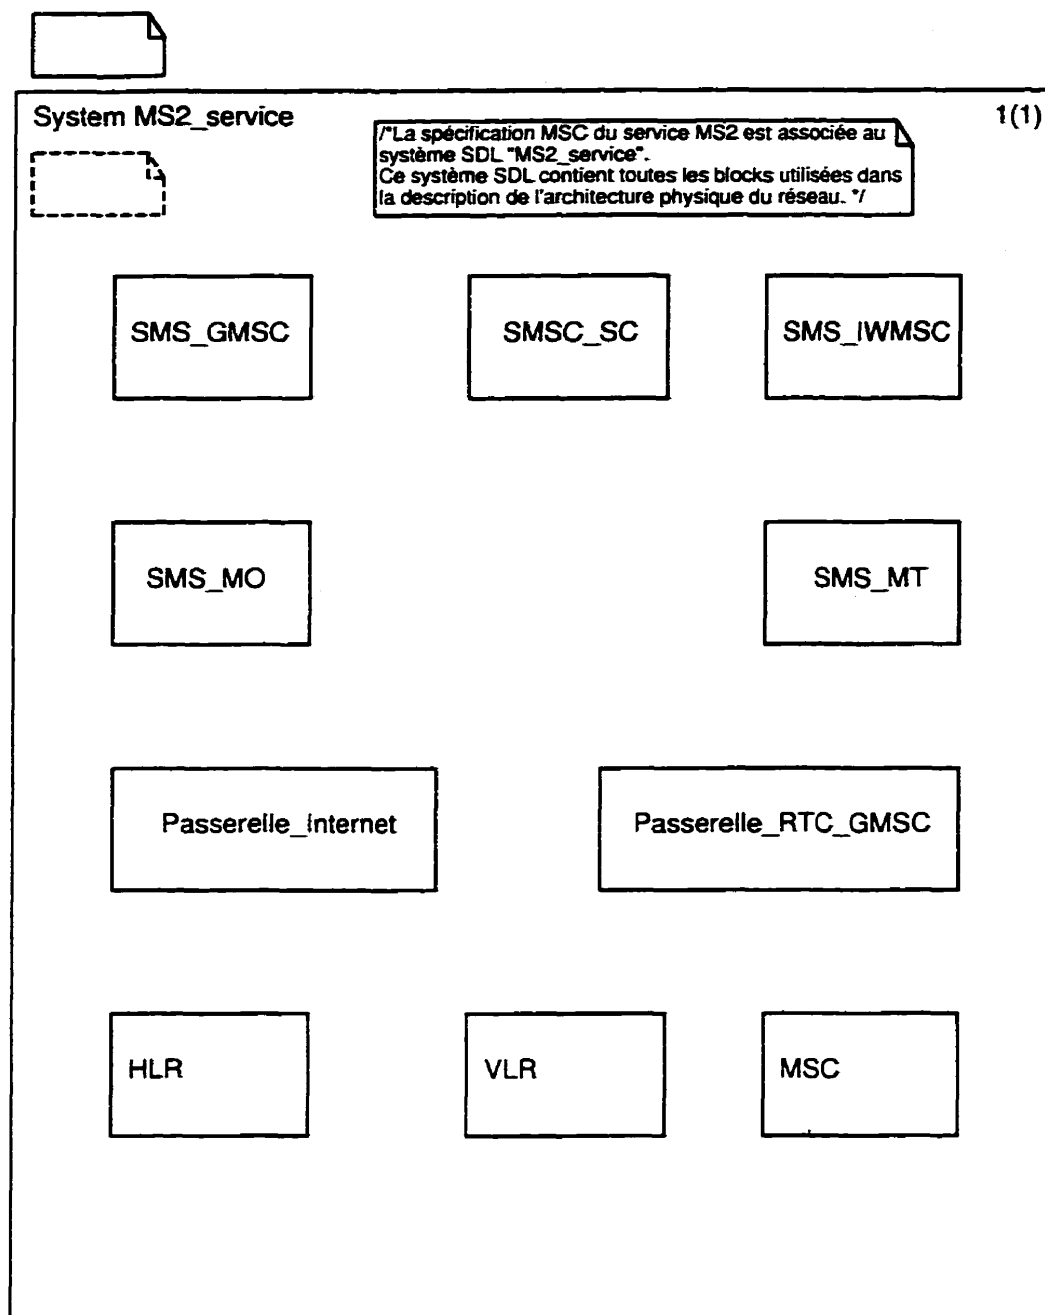 System MS2_service
1(1)
/*La spécification MSC du service MS2 est associée au
système SDL "MS2_service".
Ce système SDL contient toutes les blocks utilisées dans
la description de l'architecture physique du réseau. */
SMS_GMSC
SMSC_SC
SMS_IWMSC
SMS_MO
SMS_MT
Passerelle_Internet
Passerelle_RTC_GMSC
HLR
VLR
MSC